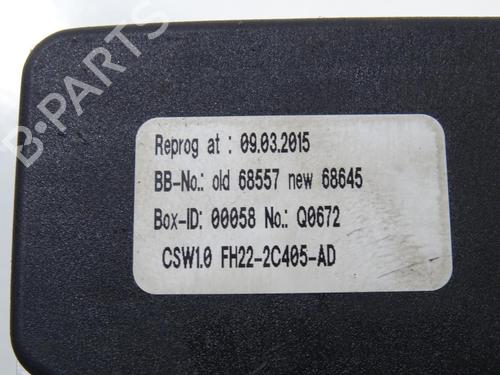 B-PARTS
Reprog at : 09.03.2015
BB-No.: old 68557 new 68645
Box-ID: 00058 No.: Q0672
CSW1.0 FH22-2C405-AD